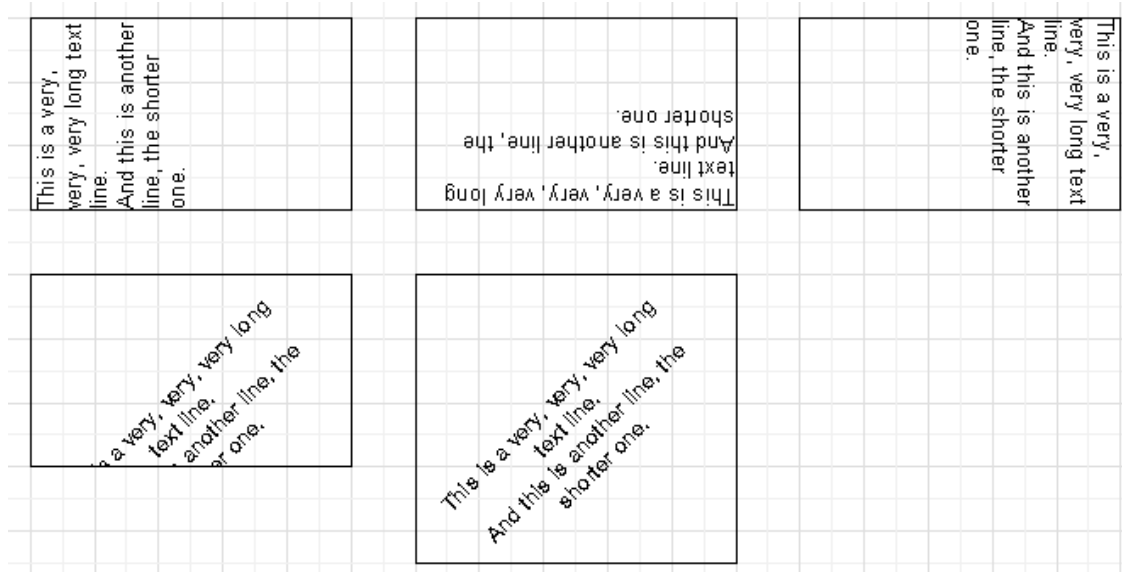 This is a very,
very, very long text
line.
And this is another
line, the shorter
one.
This is a very, very, very long
text line.
And this is another line, the
shorter one.
This is a very,
very, very long text
line.
And this is another
line, the shorter
one.
a very, very, very long
text line.
another line, the
one.
This is a very, very, very long
text line.
And this is another line, the
shorter one.